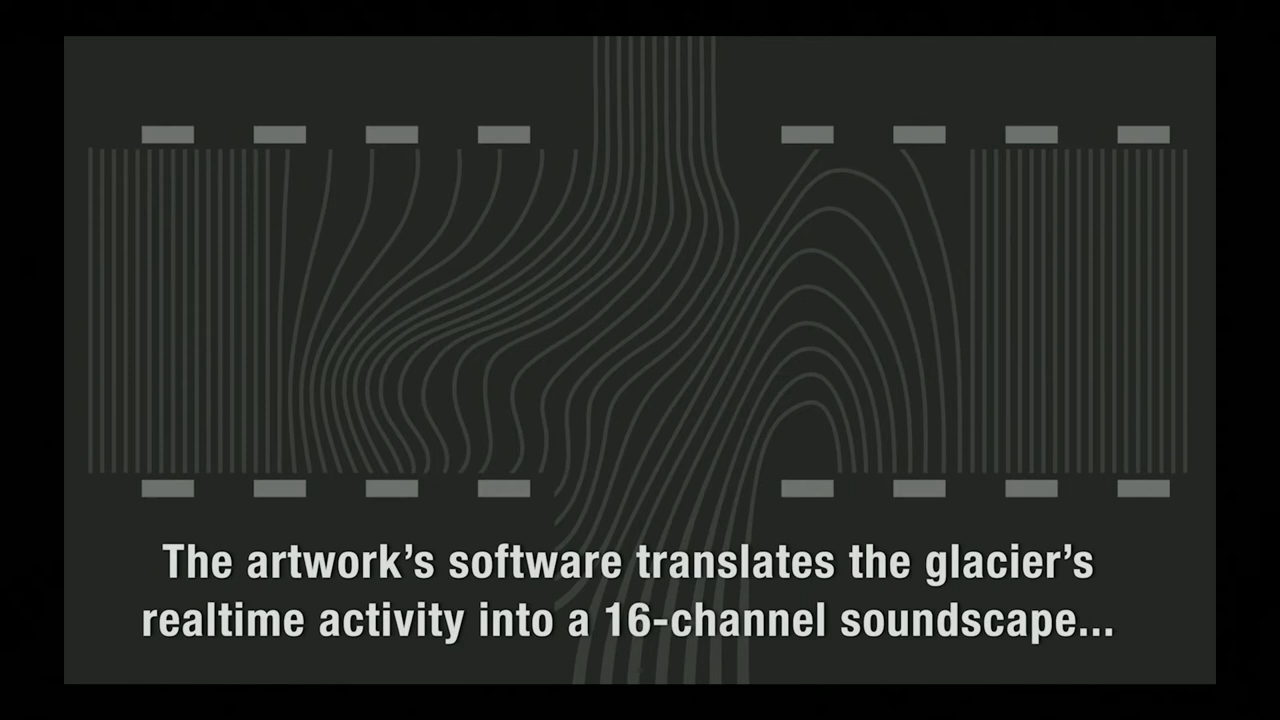 The artwork’s software translates the glacier’s
realtime activity into a 16-channel soundscape...